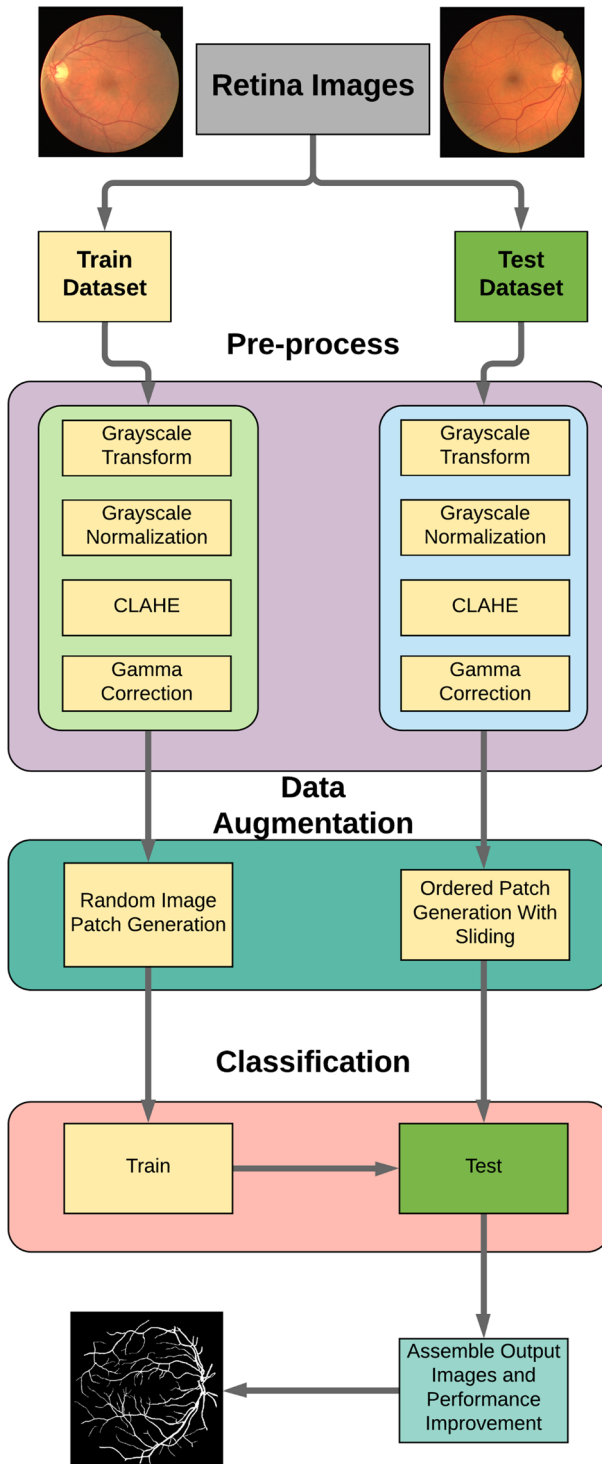 Retina Images
Train
Dataset
Test
Dataset
Pre-process
Grayscale
Transform
Grayscale
Normalization
CLAHE
Gamma
Correction
Grayscale
Transform
Grayscale
Normalization
CLAHE
Gamma
Correction
Data
Augmentation
Random Image
Patch Generation
Ordered Patch
Generation With
Sliding
Classification
Train
Test
Assemble Output
Images and
Performance
Improvement